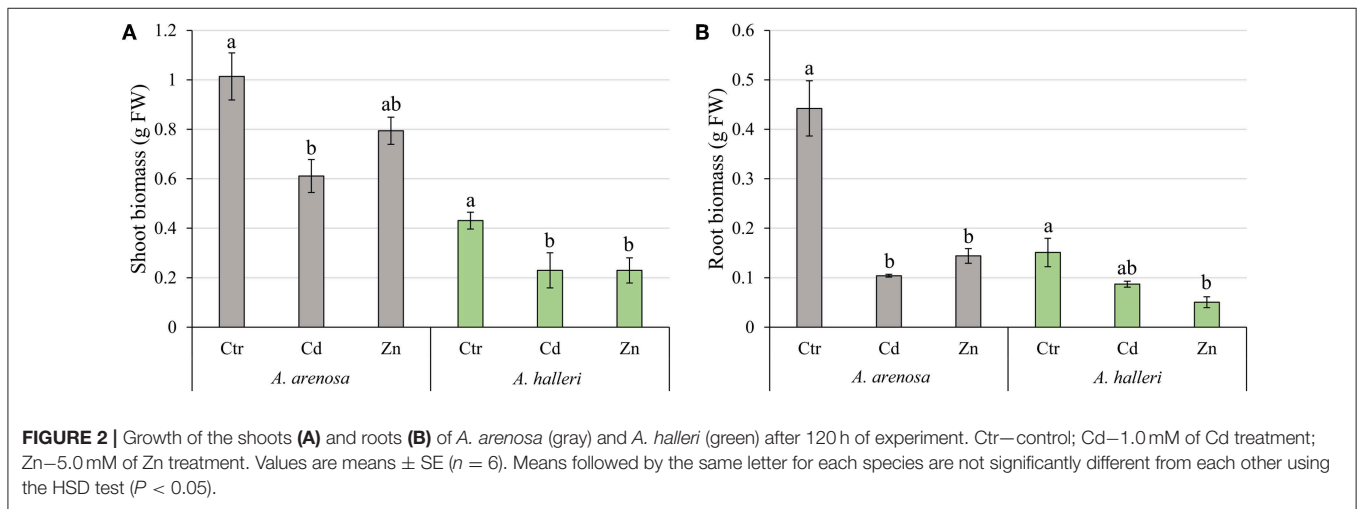 A
Shoot biomass (g FW)
1.2
1
0.8
0.6
0.4
0.2
0
a
b
ab
a
b
b
Ctr Cd Zn Ctr Cd Zn
A. arenosa A. halleri
B
Root biomass (g FW)
0.6
0.5
0.4
0.3
0.2
0.1
0
a
b
b
a
ab
b
Ctr Cd Zn Ctr Cd Zn
A. arenosa A. halleri
FIGURE 2 | Growth of the shoots (A) and roots (B) of A. arenosa (gray) and A. halleri (green) after 120 h of experiment. Ctr—control; Cd—1.0 mM of Cd treatment;
Zn—5.0 mM of Zn treatment. Values are means ± SE (n = 6). Means followed by the same letter for each species are not significantly different from each other using
the HSD test (P < 0.05).